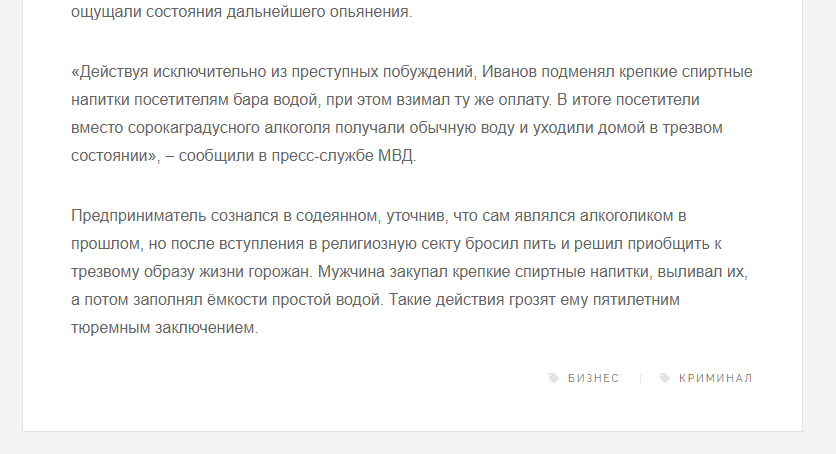 ощущали состояния дальнейшего опьянения.
«Действуя исключительно из преступных побуждений, Иванов подменял крепкие спиртные
напитки посетителям бара водой, при этом взимал ту же оплату. В итоге посетители
вместо сорокаградусного алкоголя получали обычную воду и уходили домой в трезвом
состоянии», – сообщили в пресс-службе МВД.
Предприниматель сознался в содеянном, уточнив, что сам являлся алкоголиком в
прошлом, но после вступления в религиозную секту бросил пить и решил приобщить к
трезвому образу жизни горожан. Мужчина закупал крепкие спиртные напитки, выливал их,
а потом заполнял ёмкости простой водой. Такие действия грозят ему пятилетним
тюремным заключением.
БИЗНЕС | КРИМИНАЛ